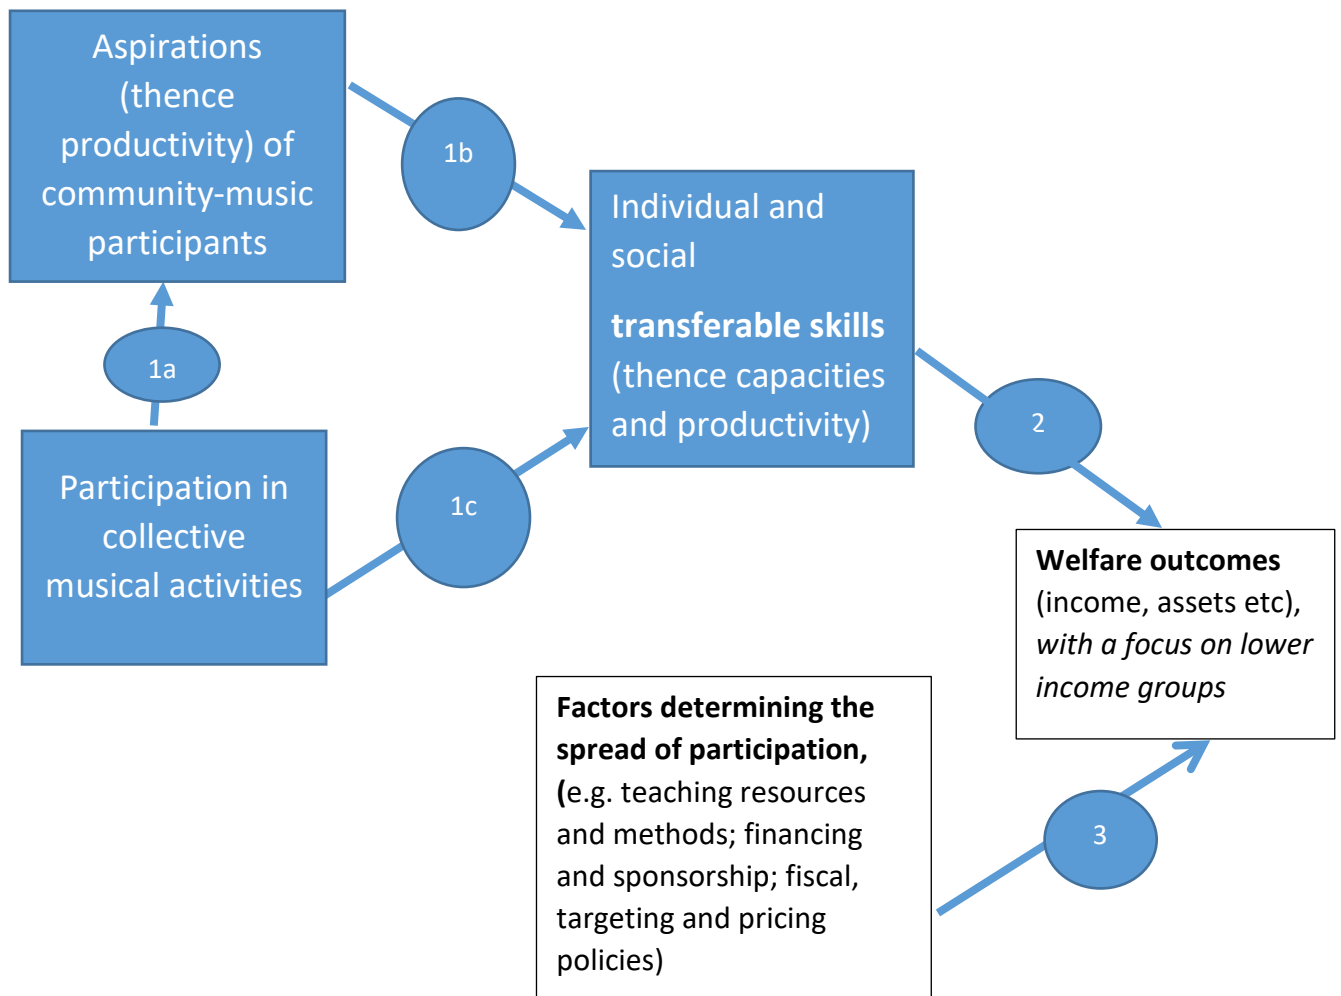 Aspirations
(thence
productivity) of
community-music
participants
1b
Individual and
social
transferable skills
(thence capacities
and productivity)
1a
2
Participation in
collective
musical activities
1c
Welfare outcomes
(income, assets etc),
with a focus on lower
income groups
Factors determining the
spread of participation,
(e.g. teaching resources
and methods; financing
and sponsorship; fiscal,
targeting and pricing
policies)
3